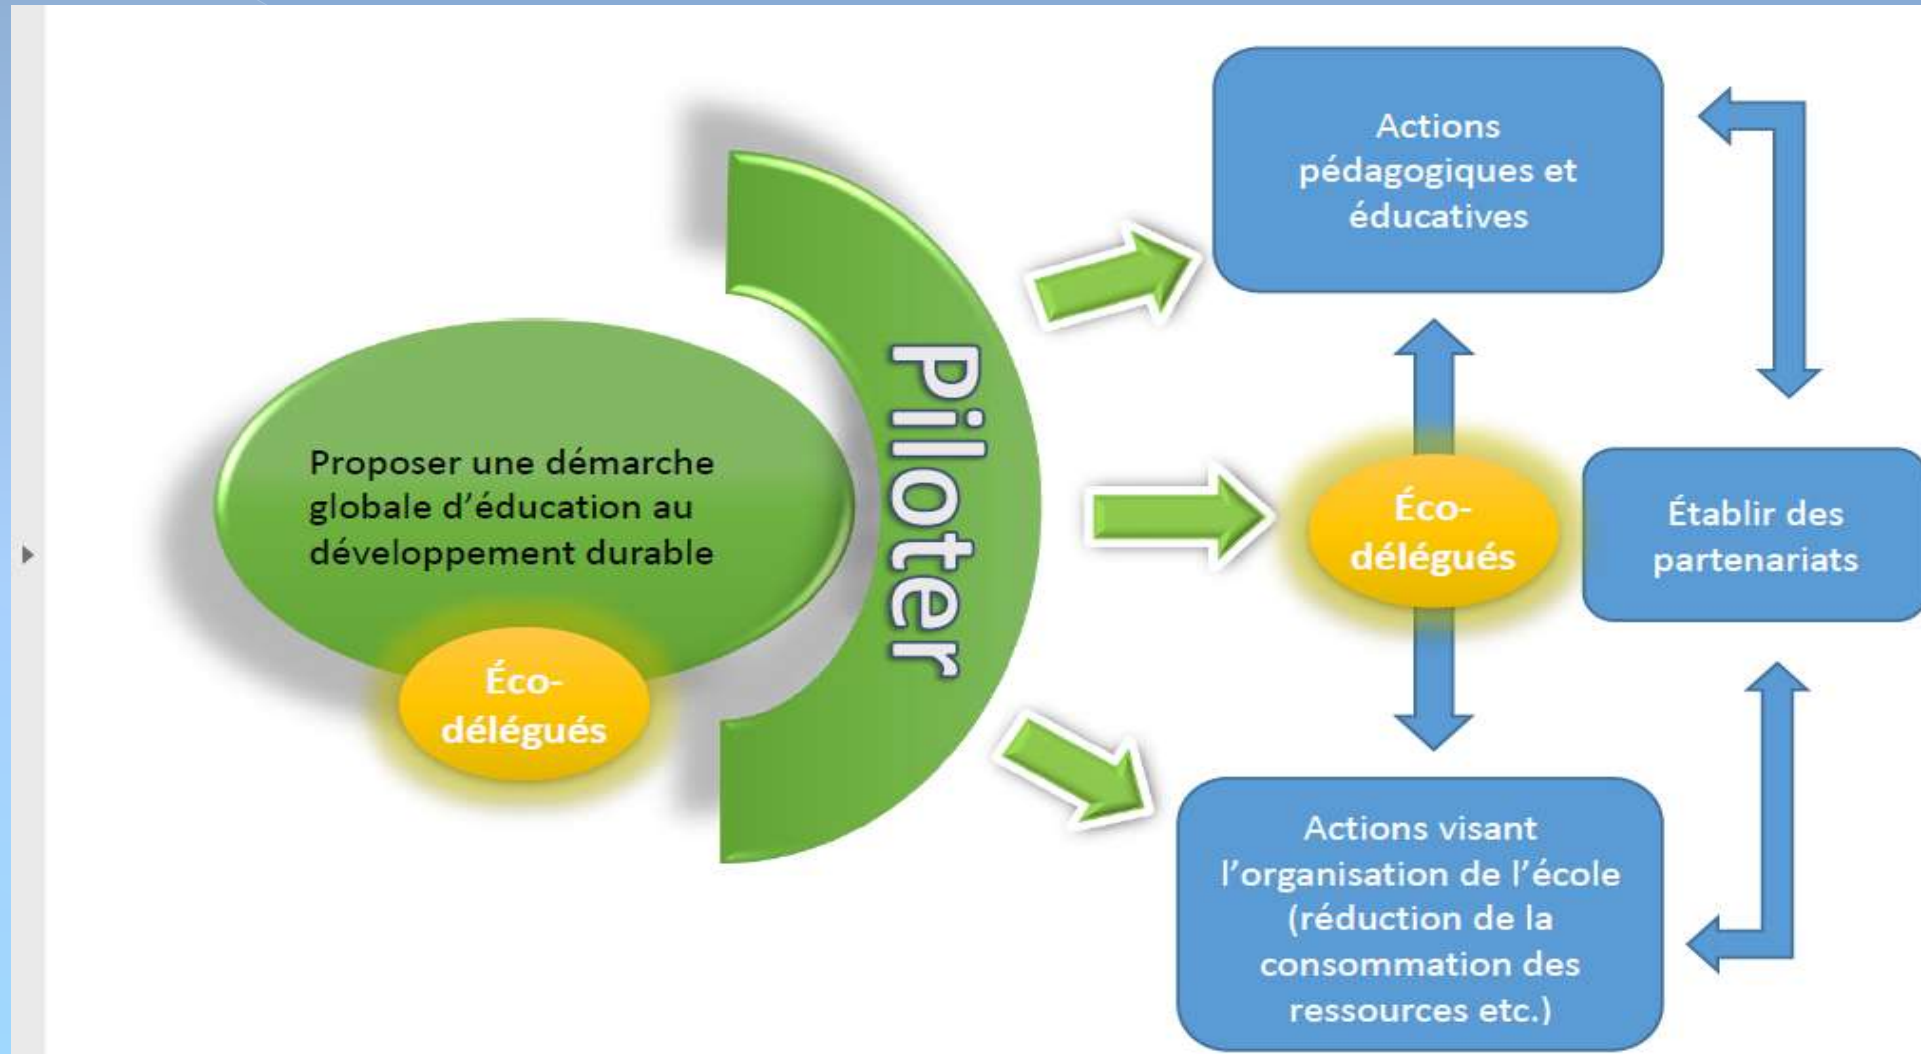 Proposer une démarche
globale d’éducation au
développement durable
Éco-
délégués
Piloter
Actions
pédagogiques et
éducatives
Éco-
délégués
Établir des
partenariats
Actions visant
l’organisation de l’école
(réduction de la
consommation des
ressources etc.)